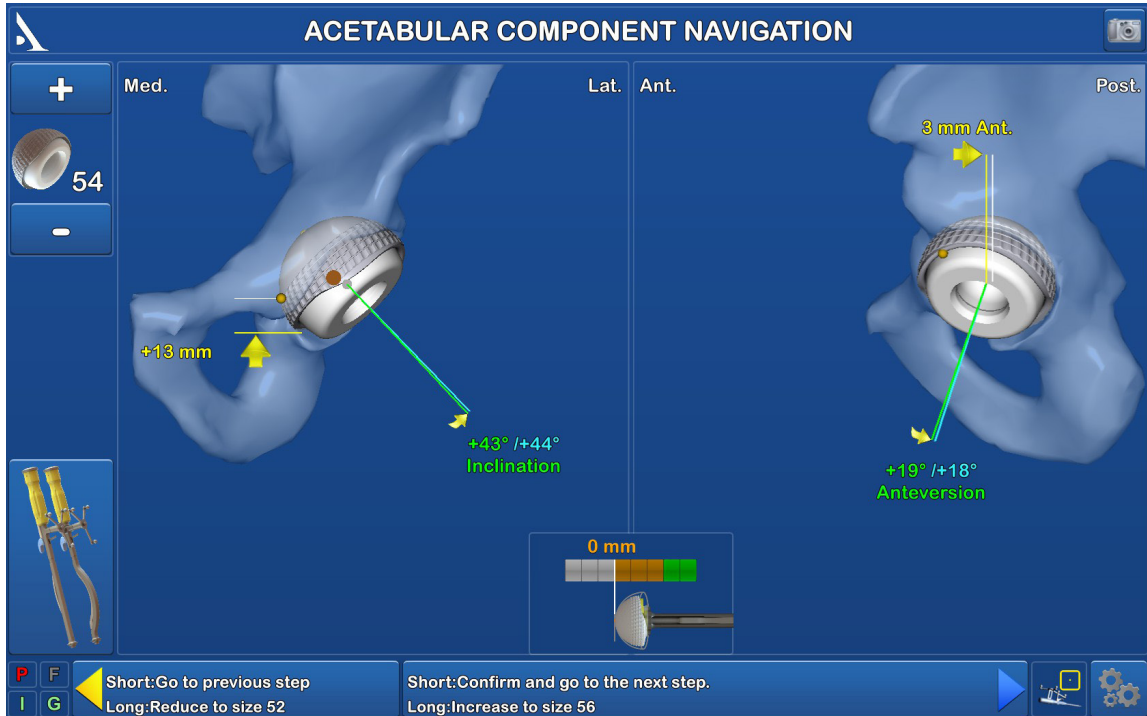 ACETABULAR COMPONENT NAVIGATION
+
54
-
Med.
Lat.
Ant.
Post.
3 mm Ant.
+13 mm
+43° /+44°
Inclination
+19° /+18°
Anteversion
0 mm
P F
I G
Short:Go to previous step
Long:Reduce to size 52
Short:Confirm and go to the next step.
Long:Increase to size 56